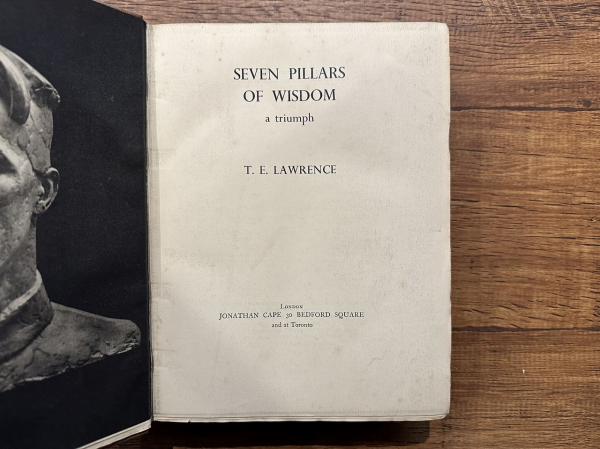 SEVEN PILLARS
OF WISDOM
a triumph
T. E. LAWRENCE
London
JONATHAN CAPE 30 BEDFORD SQUARE
and at Toronto